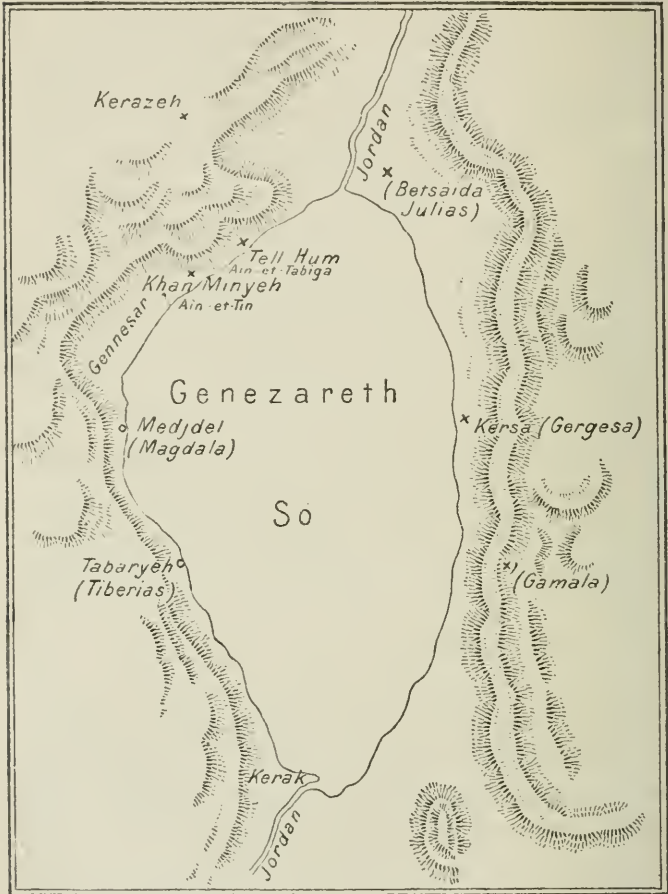 Kerazeh
Jordan
(Betsaida
Julias)
Tell Hum
Ain-et-Tabiga
Khan Minyeh
Ain-et-Tin
Gennesar
Genezareth
Medjdel
(Magdala)
Kersa (Gergesa)
Sö
Tabaryeh
(Tiberias)
(Gamala)
Kerak
Jordan